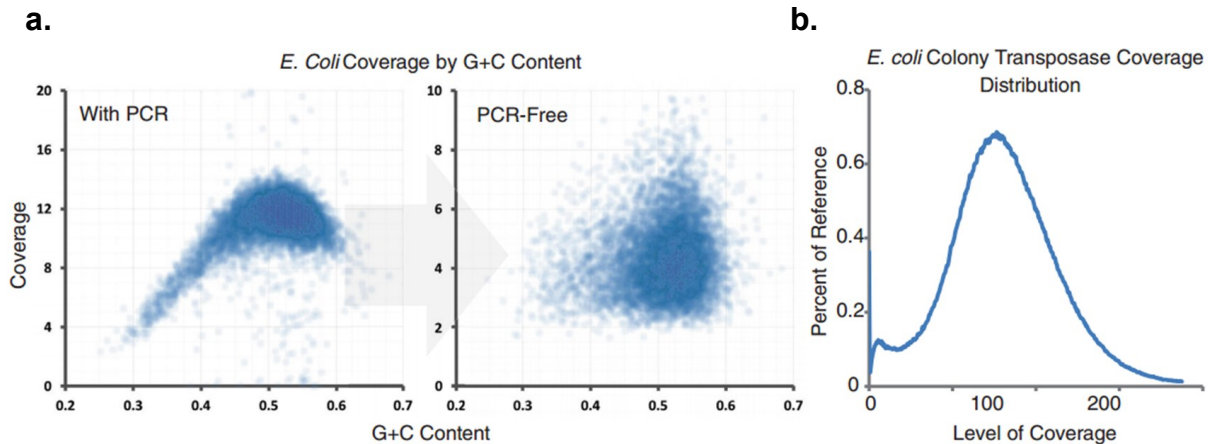 a.
E. Coli Coverage by G+C Content
With PCR
PCR-Free
Coverage
20
16
12
8
4
0
0.2 0.3 0.4 0.5 0.6 0.7
10
8
6
4
2
0
0.2 0.3 0.4 0.5 0.6 0.7
G+C Content
b.
E. coli Colony Transposase Coverage
Distribution
Percent of Reference
0.8
0.6
0.4
0.2
0
0 100 200
Level of Coverage